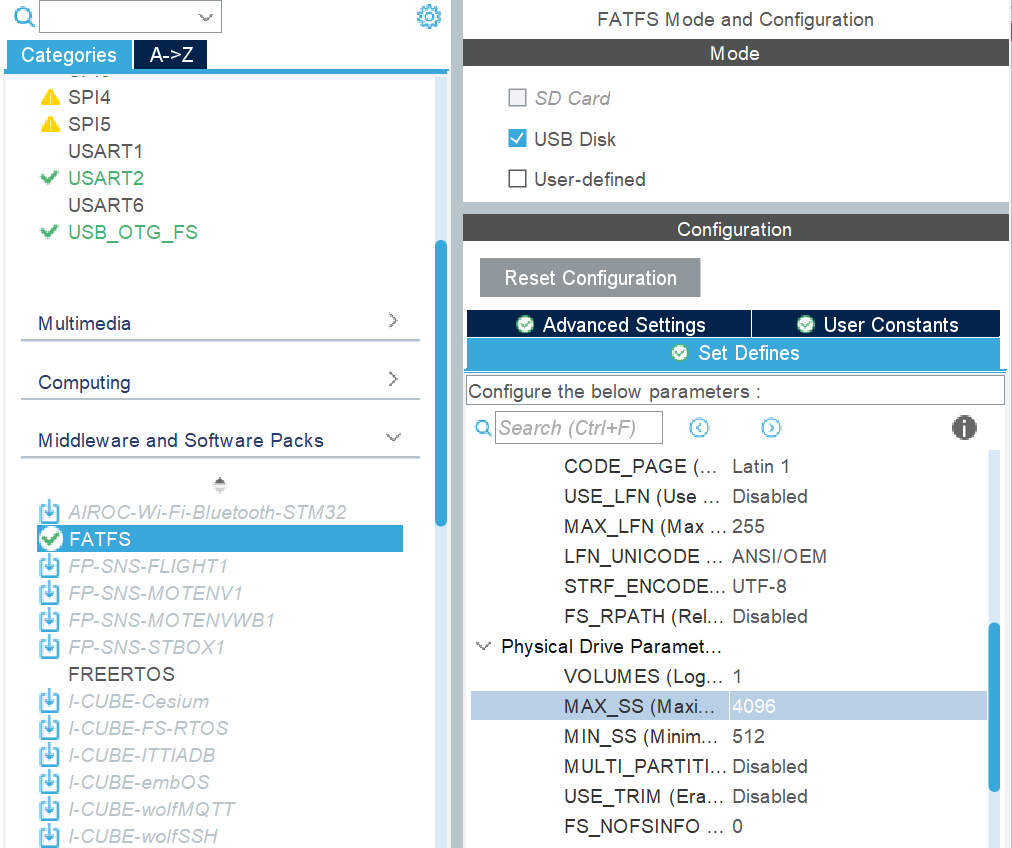 Categories
A->Z
SPI4
SPI5
USART1
USART2
USART6
USB_OTG_FS
Multimedia
Computing
Middleware and Software Packs
AIROC-Wi-Fi-Bluetooth-STM32
FATFS
FP-SNS-FLIGHT1
FP-SNS-MOTENV1
FP-SNS-MOTENVWB1
FP-SNS-STBOX1
FREERTOS
I-CUBE-Cesium
I-CUBE-FS-RTOS
I-CUBE-ITTIADB
I-CUBE-embOS
I-CUBE-wolfMQTT
I-CUBE-wolfSSH
FATFS Mode and Configuration
Mode
SD Card
USB Disk
User-defined
Configuration
Reset Configuration
Advanced Settings
User Constants
Set Defines
Configure the below parameters :
Search (Ctrl+F)
CODE_PAGE (... Latin 1
USE_LFN (Use ... Disabled
MAX_LFN (Max ... 255
LFN_UNICODE ... ANSI/OEM
STRF_ENCODE... UTF-8
FS_RPATH (Rel... Disabled
Physical Drive Paramet...
VOLUMES (Log... 1
MAX_SS (Maxi... 4096
MIN_SS (Minim... 512
MULTI_PARTITI... Disabled
USE_TRIM (Era... Disabled
FS_NOFSINFO ... 0